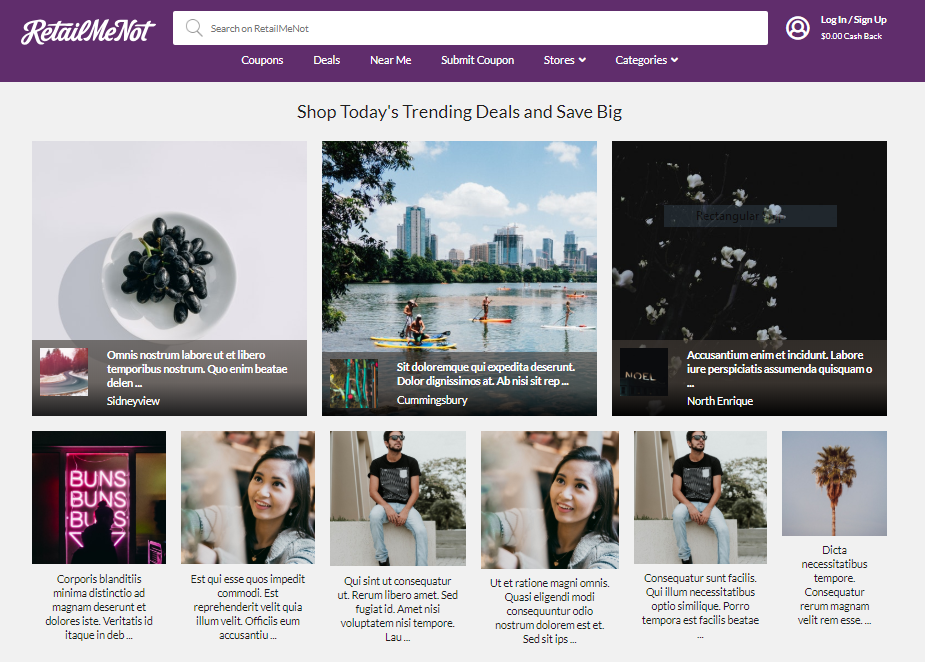 RetailMeNot
Search on RetailMeNot
Log In / Sign Up
$0.00 Cash Back
Coupons
Deals
Near Me
Submit Coupon
Stores
Categories
Shop Today's Trending Deals and Save Big
Rectangular
Omnis nostrum labore ut et libero
temporibus nostrum. Quo enim beatae
delen ...
Sidneyview
Sit doloremque qui expedita deserunt.
Dolor dignissimos at. Ab nisi sit rep ...
Cummingsbury
NOEL
Accusantium enim et incidunt. Labore
iure perspiciatis assumenda quisquam o
...
North Enrique
BUNS
BUNS
BUNS
Corporis blanditiis
minima distinctio ad
magnam deserunt et
dolores iste. Veritatis id
itaque in deb ...
Est qui esse quos impedit
commodi. Est
reprehenderit velit quia
illum velit. Officiis eum
accusantiu ...
Qui sint ut consequatur
ut. Rerum libero amet. Sed
fugiat id. Amet nisi
voluptatem nisi tempore.
Lau ...
Ut et ratione magni omnis.
Quasi eligendi modi
consequuntur odio
nostrum dolorem est et.
Sed sit ips ...
Consequatur sunt facilis.
Qui illum necessitatibus
optio similique. Porro
tempora est facilis beatae
...
Dicta
necessitatibus
tempore.
Consequatur
rerum magnam
velit rem esse. ...